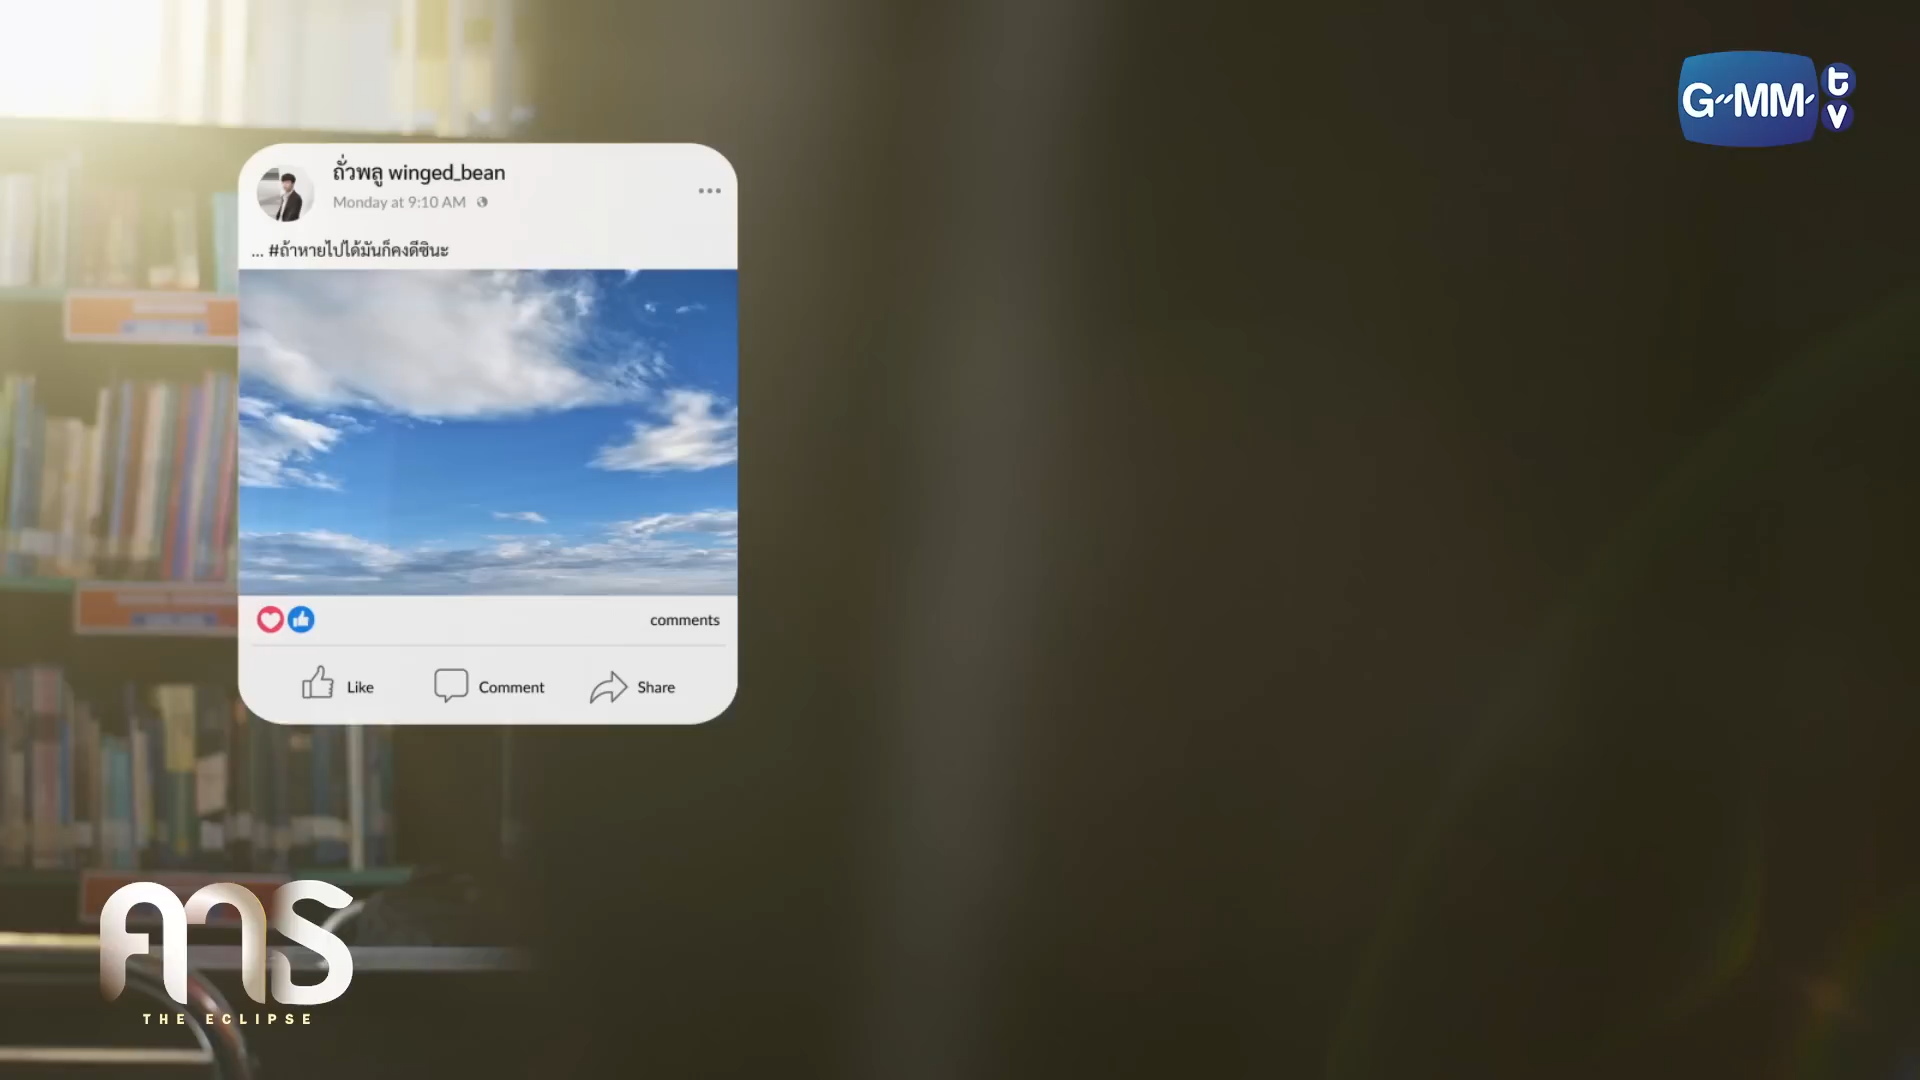 G-MM-tv
ถั่วพลู winged_bean
Monday at 9:10 AM
... #ถ้าหายไปได้มันก็คงดีซินะ
comments
Like
Comment
Share
คาธ
THE ECLIPSE